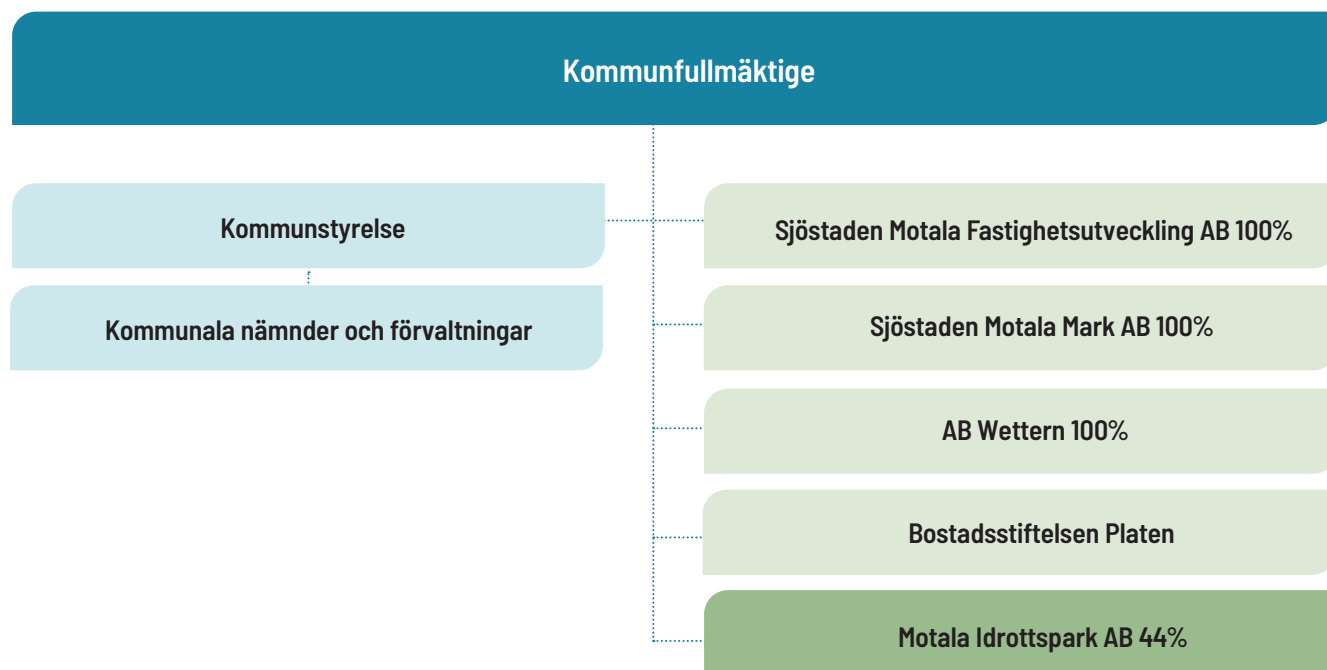 Kommunfullmäktige
Kommunstyrelse
Kommunala nämnder och förvaltningar
Sjöstaden Motala Fastighetsutveckling AB 100%
Sjöstaden Motala Mark AB 100%
AB Wettern 100%
Bostadsstiftelsen Platen
Motala Idrottspark AB 44%